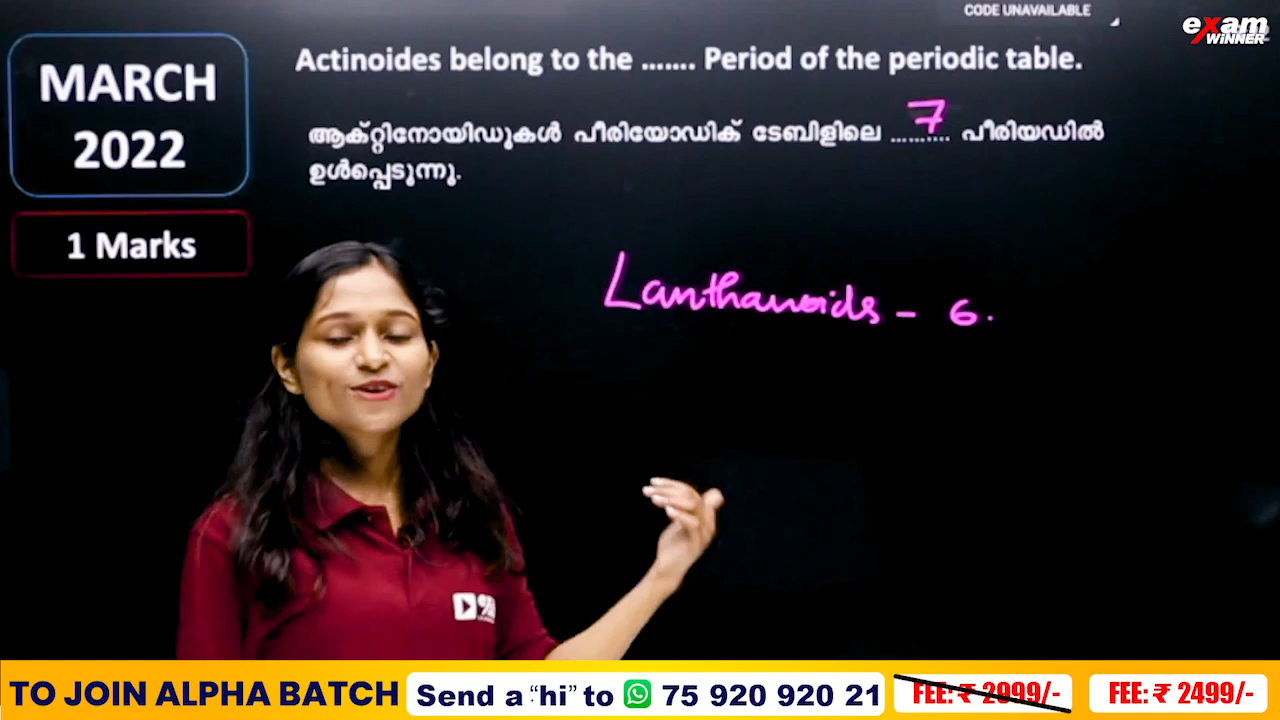 CODE UNAVAILABLE
exam
WINNER
MARCH
2022
1 Marks
Actinoides belong to the ....... Period of the periodic table.
ആക്റ്റിനോയിഡുകൾ പീരിയോഡിക് ടേബിളിലെ ....7.... പീരിയഡിൽ
ഉൾപ്പെടുന്നു.
Lanthanoids - 6.
TO JOIN ALPHA BATCH Send a “hi” to 75 920 920 21 FEE: ₹ 2999/- FEE: ₹ 2499/-